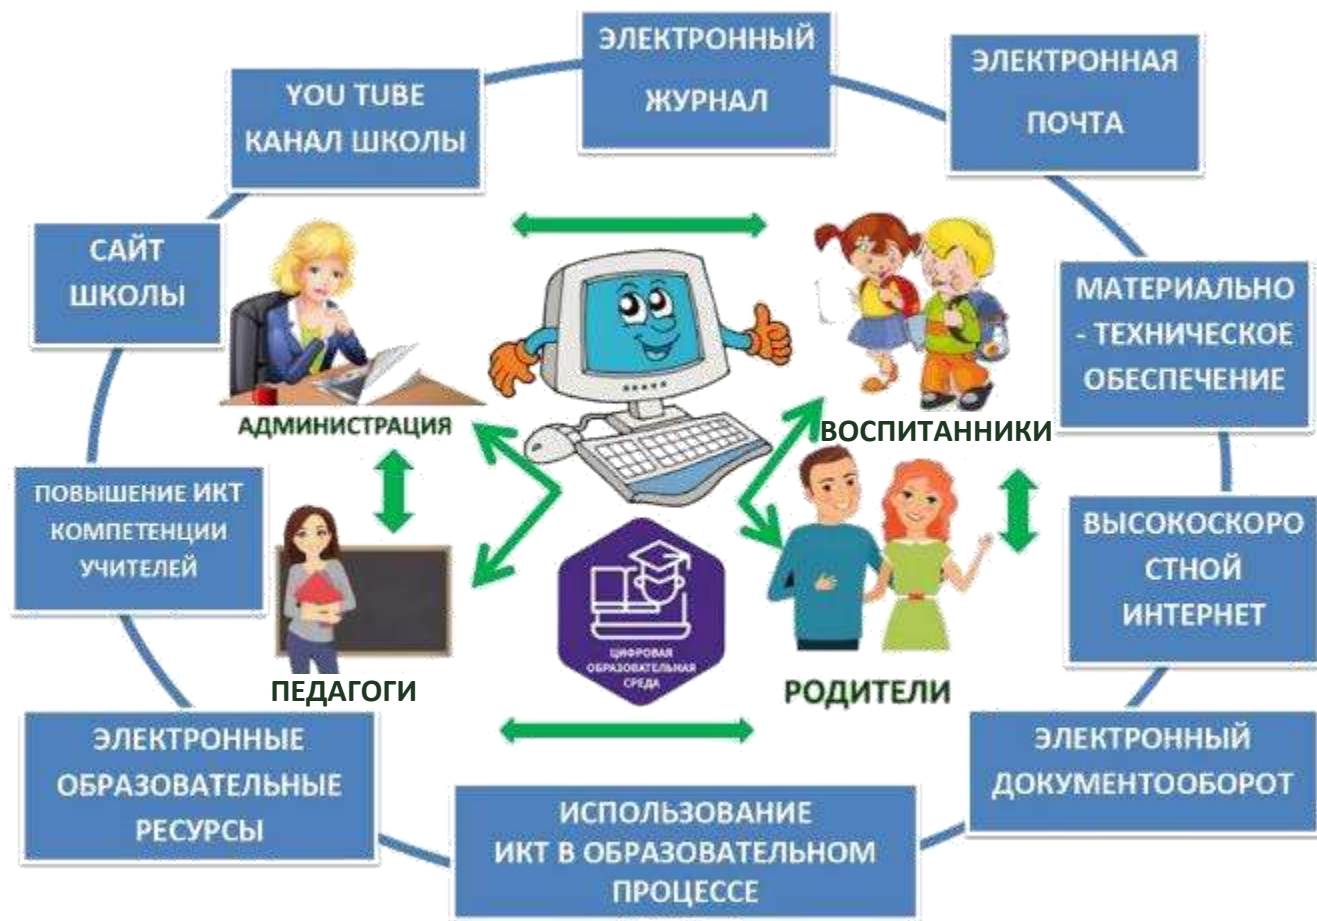 ЭЛЕКТРОННЫЙ
ЖУРНАЛ
ЭЛЕКТРОННАЯ
ПОЧТА
YOU TUBE
КАНАЛ ШКОЛЫ
САЙТ
ШКОЛЫ
МАТЕРИАЛЬНО
- ТЕХНИЧЕСКОЕ
ОБЕСПЕЧЕНИЕ
АДМИНИСТРАЦИЯ
ВОСПИТАННИКИ
ПОВЫШЕНИЕ ИКТ
КОМПЕТЕНЦИИ
УЧИТЕЛЕЙ
ВЫСОКОСКОРО
СТНОЙ
ИНТЕРНЕТ
ЦИФРОВАЯ
ОБРАЗОВАТЕЛЬНАЯ
СРЕДА
ПЕДАГОГИ
РОДИТЕЛИ
ЭЛЕКТРОННЫЕ
ОБРАЗОВАТЕЛЬНЫЕ
РЕСУРСЫ
ЭЛЕКТРОННЫЙ
ДОКУМЕНТООБОРОТ
ИСПОЛЬЗОВАНИЕ
ИКТ В ОБРАЗОВАТЕЛЬНОМ
ПРОЦЕССЕ